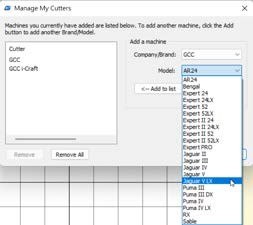 Manage My Cutters
Machines you currently have added are listed below. To add another machine, click the Add
button to add another Brand/Model.
Cutter
GCC
GCC i-Craft
Remove
Remove All
Add a machine
Company/Brand:
GCC
Model:
AR24
<-- Add to list
AR24
Bengal
Expert 24
Expert 24LX
Expert 52
Expert 52LX
Expert II 24
Expert II 24LX
Expert II 52
Expert II 52LX
Expert PRO
Jaguar II
Jaguar III
Jaguar IV
Jaguar V
Jaguar V LX
Puma III
Puma III DX
Puma IV
Puma IV LX
RX
Sable